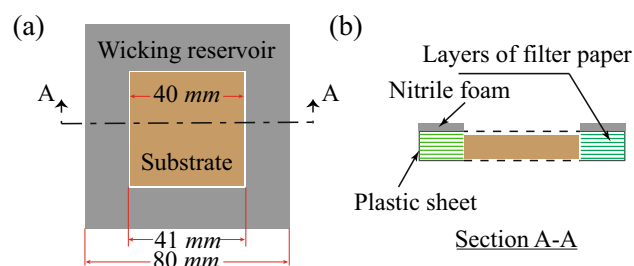 (a)
Wicking reservoir
A
A
40 mm
Substrate
41 mm
80 mm
(b)
Layers of filter paper
Nitrile foam
Plastic sheet
Section A-A